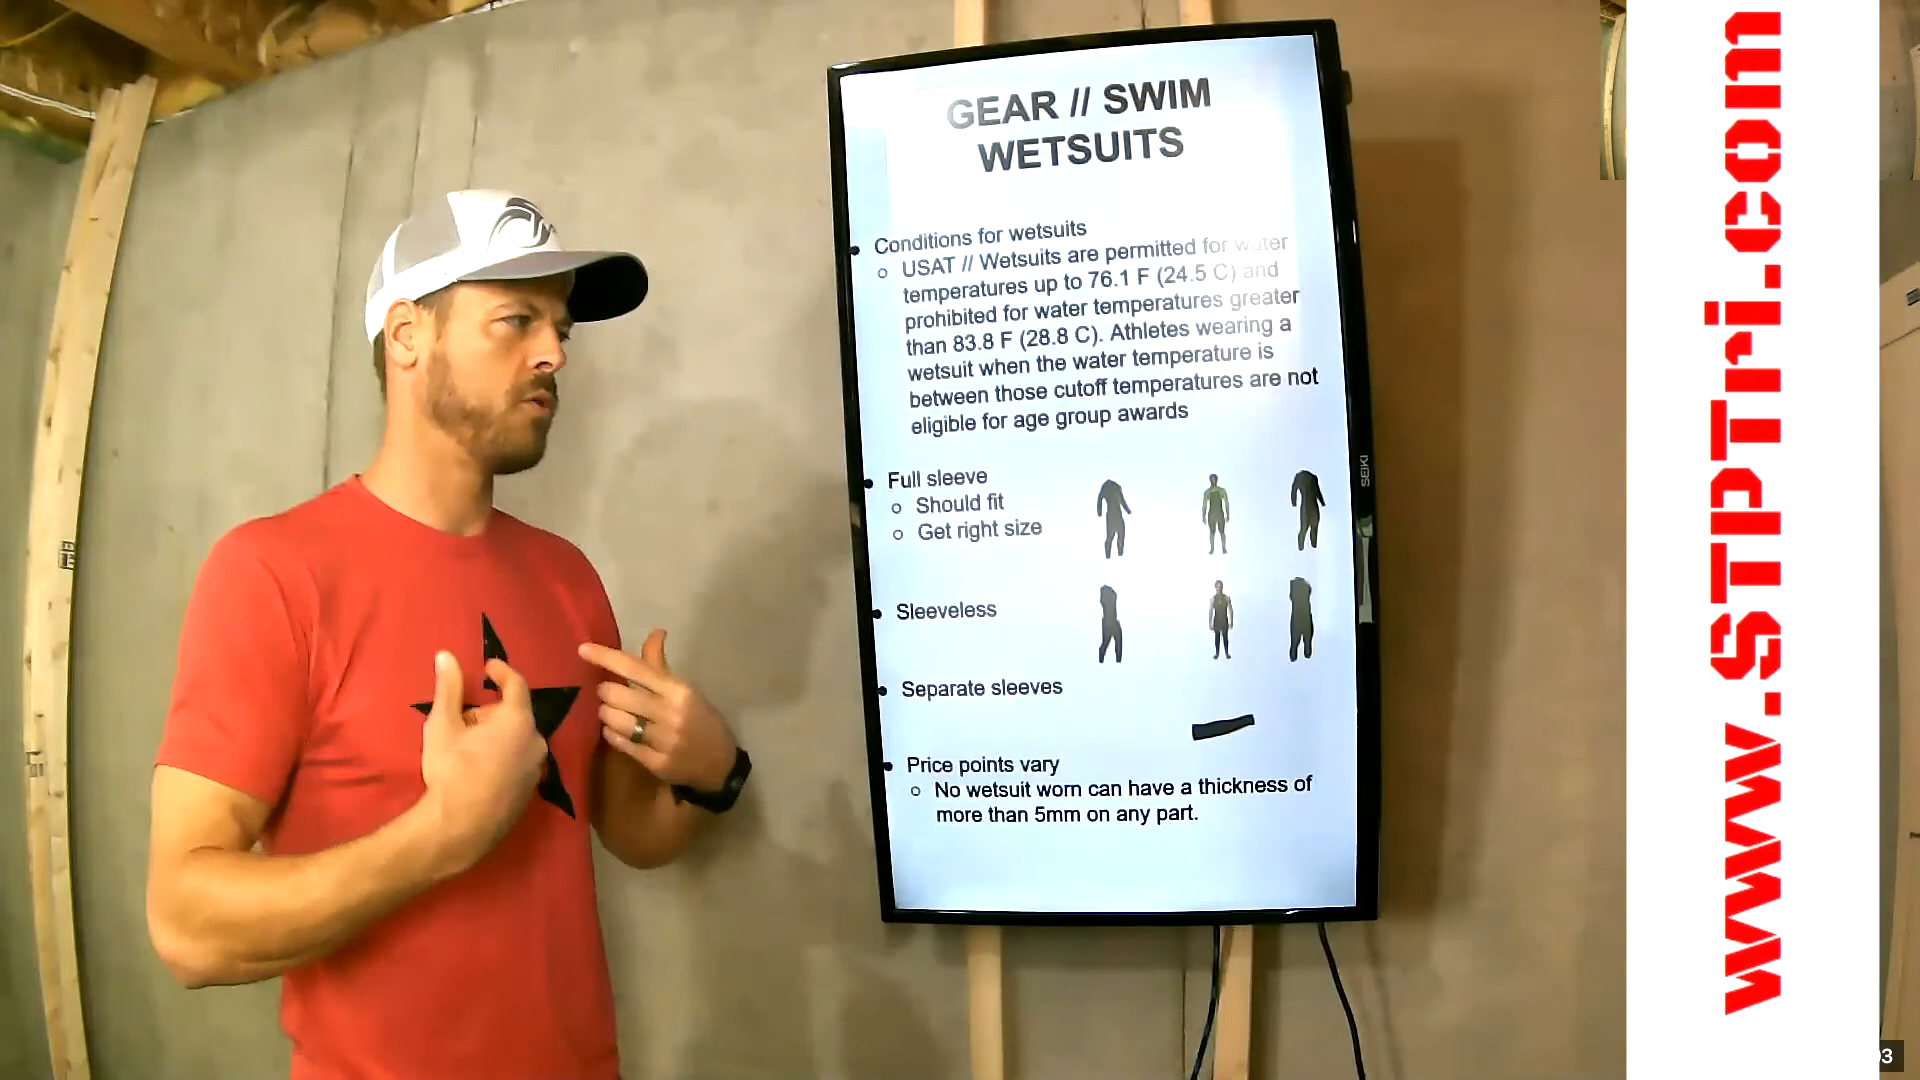 GEAR // SWIM
WETSUITS
Conditions for wetsuits
USAT // Wetsuits are permitted for water
temperatures up to 76.1 F (24.5 C) and
prohibited for water temperatures greater
than 83.8 F (28.8 C). Athletes wearing a
wetsuit when the water temperature is
between those cutoff temperatures are not
eligible for age group awards
Full sleeve
Should fit
Get right size
Sleeveless
Separate sleeves
Price points vary
No wetsuit worn can have a thickness of
more than 5mm on any part.
SEIKI
www.STPTri.com